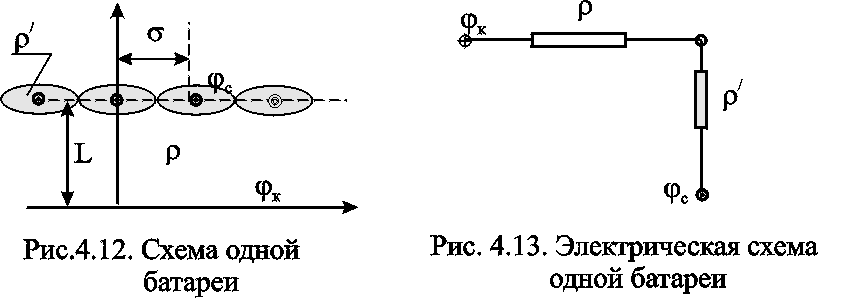 ρ/
σ
φс
L
ρ
φк
Рис.4.12. Схема одной
батареи
φк
ρ
ρ/
φс
Рис. 4.13. Электрическая схема
одной батареи